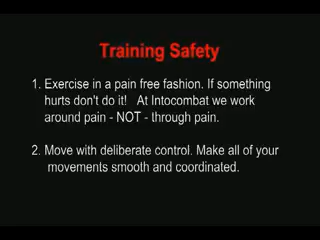 Training Safety
1. Exercise in a pain free fashion. If something
hurts don't do it! At Intocombat we work
around pain - NOT - through pain.
2. Move with deliberate control. Make all of your
movements smooth and coordinated.